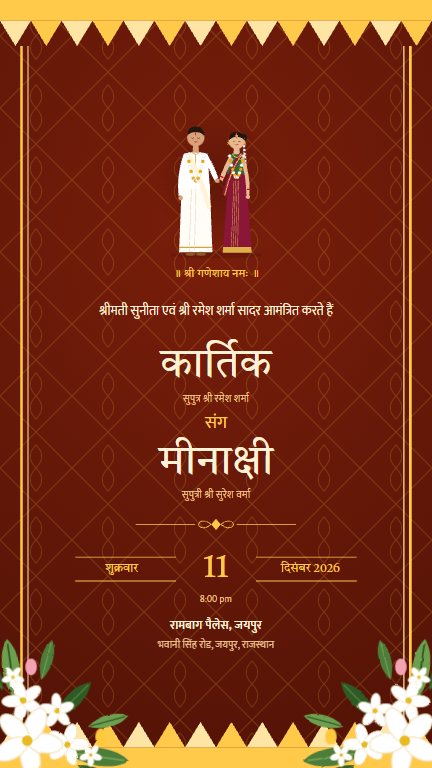 ॥ श्री गणेशाय नमः ॥
श्रीमती सुनीता एवं श्री रमेश शर्मा सादर आमंत्रित करते हैं
कार्तिक
सुपुत्र श्री रमेश शर्मा
संग
मीनाक्षी
सुपुत्री श्री सुरेश वर्मा
शुक्रवार 11 दिसंबर 2026
8:00 pm
रामबाग पैलेस, जयपुर
भवानी सिंह रोड, जयपुर, राजस्थान